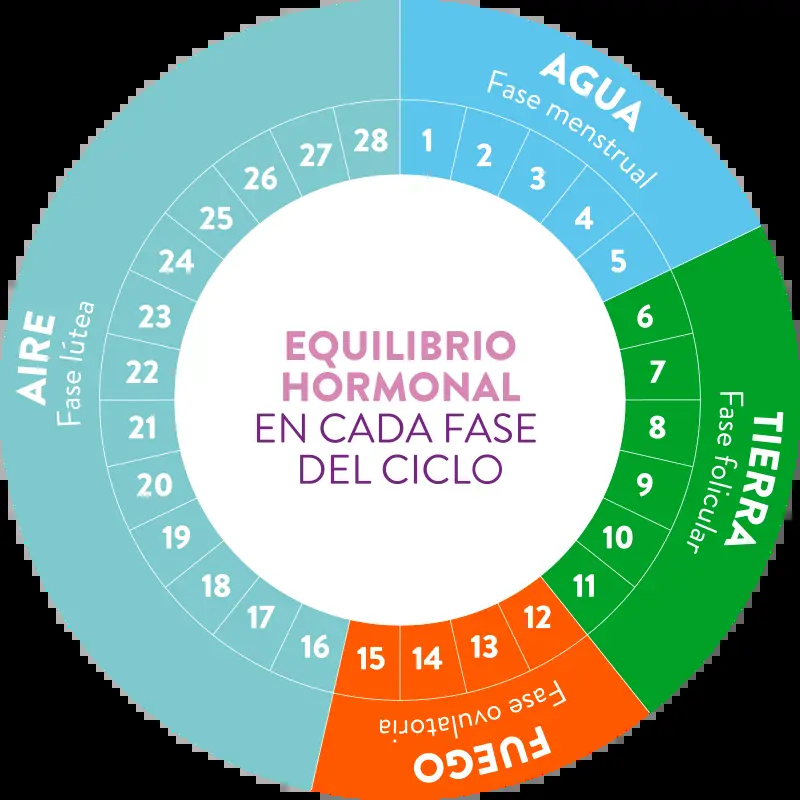 AGUA
Fase menstrual
1
2
3
4
5
TIERRA
Fase folicular
6
7
8
9
10
11
FUEGO
Fase ovulatoria
12
13
14
15
AIRE
Fase lútea
16
17
18
19
20
21
22
23
24
25
26
27
28
EQUILIBRIO
HORMONAL
EN CADA FASE
DEL CICLO